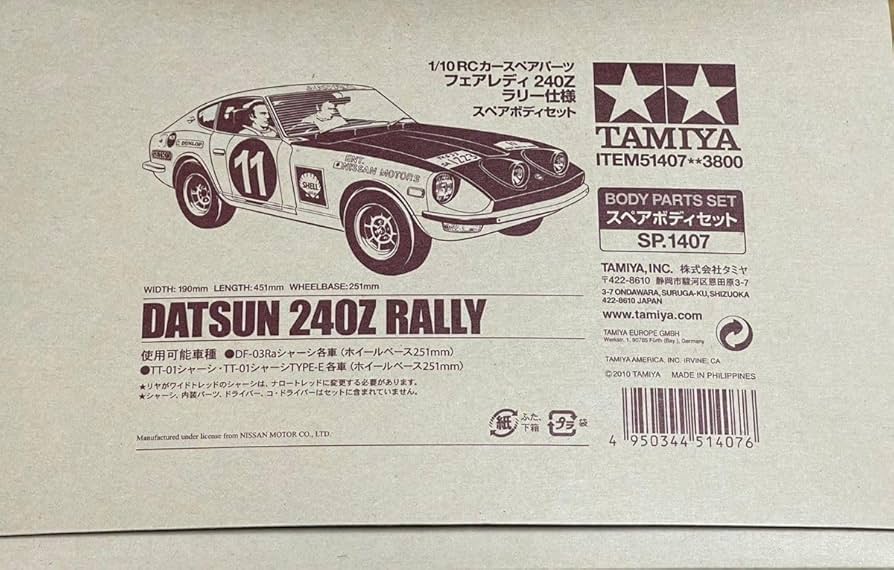 1/10 RCカースペアパーツ
フェアレディ 240Z
ラリー仕様
スペアボディセット
TAMIYA
ITEM51407**3800
BODY PARTS SET
スペアボディセット
SP.1407
TAMIYA, INC. 株式会社タミヤ
〒422-8610 静岡市駿河区恩田原3-7
3-7 ONDAWARA, SURUGA-KU, SHIZUOKA
422-8610 JAPAN
www.tamiya.com
TAMIYA EUROPE GMBH
Werkstr. 1, 90765 Fürth (Bay.), Germany
TAMIYA AMERICA, INC. IRVINE, CA.
©2010 TAMIYA MADE IN PHILIPPINES
4 950344 514076
DUNLOP
11
SHELL
ENT.
NISSAN MOTORS
WIDTH: 190mm LENGTH: 451mm WHEELBASE: 251mm
DATSUN 240Z RALLY
使用可能車種 ●DF-03Raシャーシ各車(ホイールベース251mm)
●TT-01シャーシ・TT-01シャーシTYPE-E 各車(ホイールベース251mm)
★リヤがワイドトレッドのシャーシは、ナロートレッドに変更する必要があります。
★シャーシ、内装パーツ、ドライバー、コ・ドライバーはセットに含まれていません。
Manufactured under license from NISSAN MOTOR CO., LTD.
紙 ふた、
下箱
プラ 袋